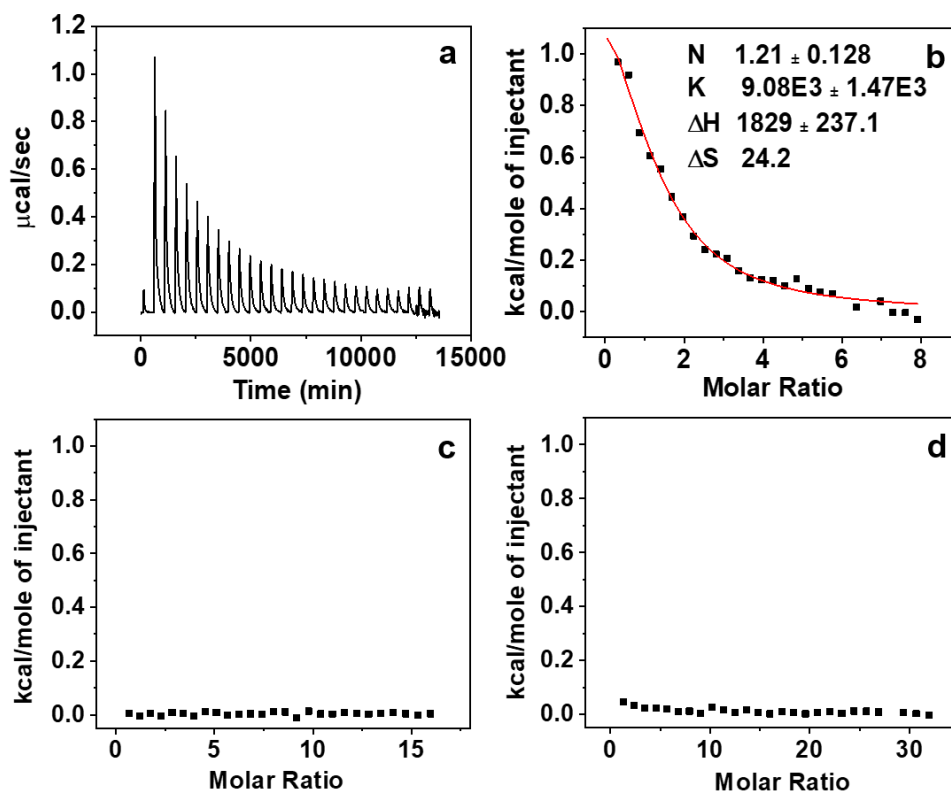 a
1.2
1.0
0.8
0.6
0.4
0.2
0.0
μcal/sec
0 5000 10000 15000
Time (min)
b
N 1.21 ± 0.128
K 9.08E3 ± 1.47E3
ΔH 1829 ± 237.1
ΔS 24.2
1.0
0.8
0.6
0.4
0.2
0.0
kcal/mole of injectant
0 2 4 6 8
Molar Ratio
c
1.0
0.8
0.6
0.4
0.2
0.0
kcal/mole of injectant
0 5 10 15
Molar Ratio
d
1.0
0.8
0.6
0.4
0.2
0.0
kcal/mole of injectant
0 10 20 30
Molar Ratio